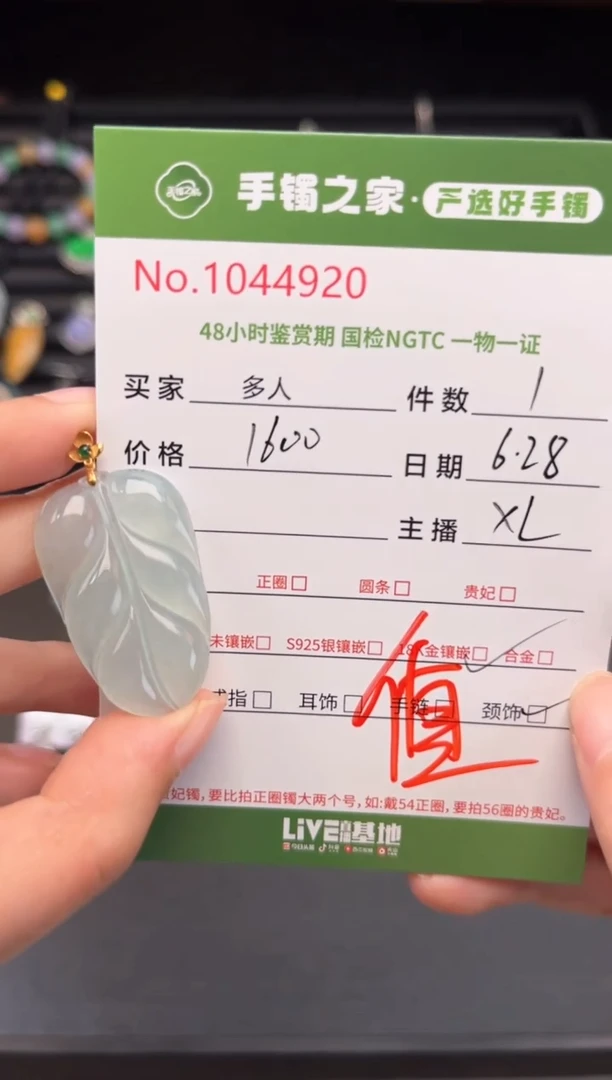 手镯之家·严选好手镯
No.1044920
48小时鉴赏期 国检NGTC 一物一证
买家 多人 件数 1
价格 1600 日期 6.28
主播 XL
正圈□ 圆条□ 贵妃□
未镶嵌□ S925银镶嵌□ 18K金镶嵌□ 合金□
戒指□ 耳饰□ 手链□ 颈饰□
值
妃镯,要比拍正圈镯大两个号,如:戴54正圈,要拍56圈的贵妃。
LiVE直播基地